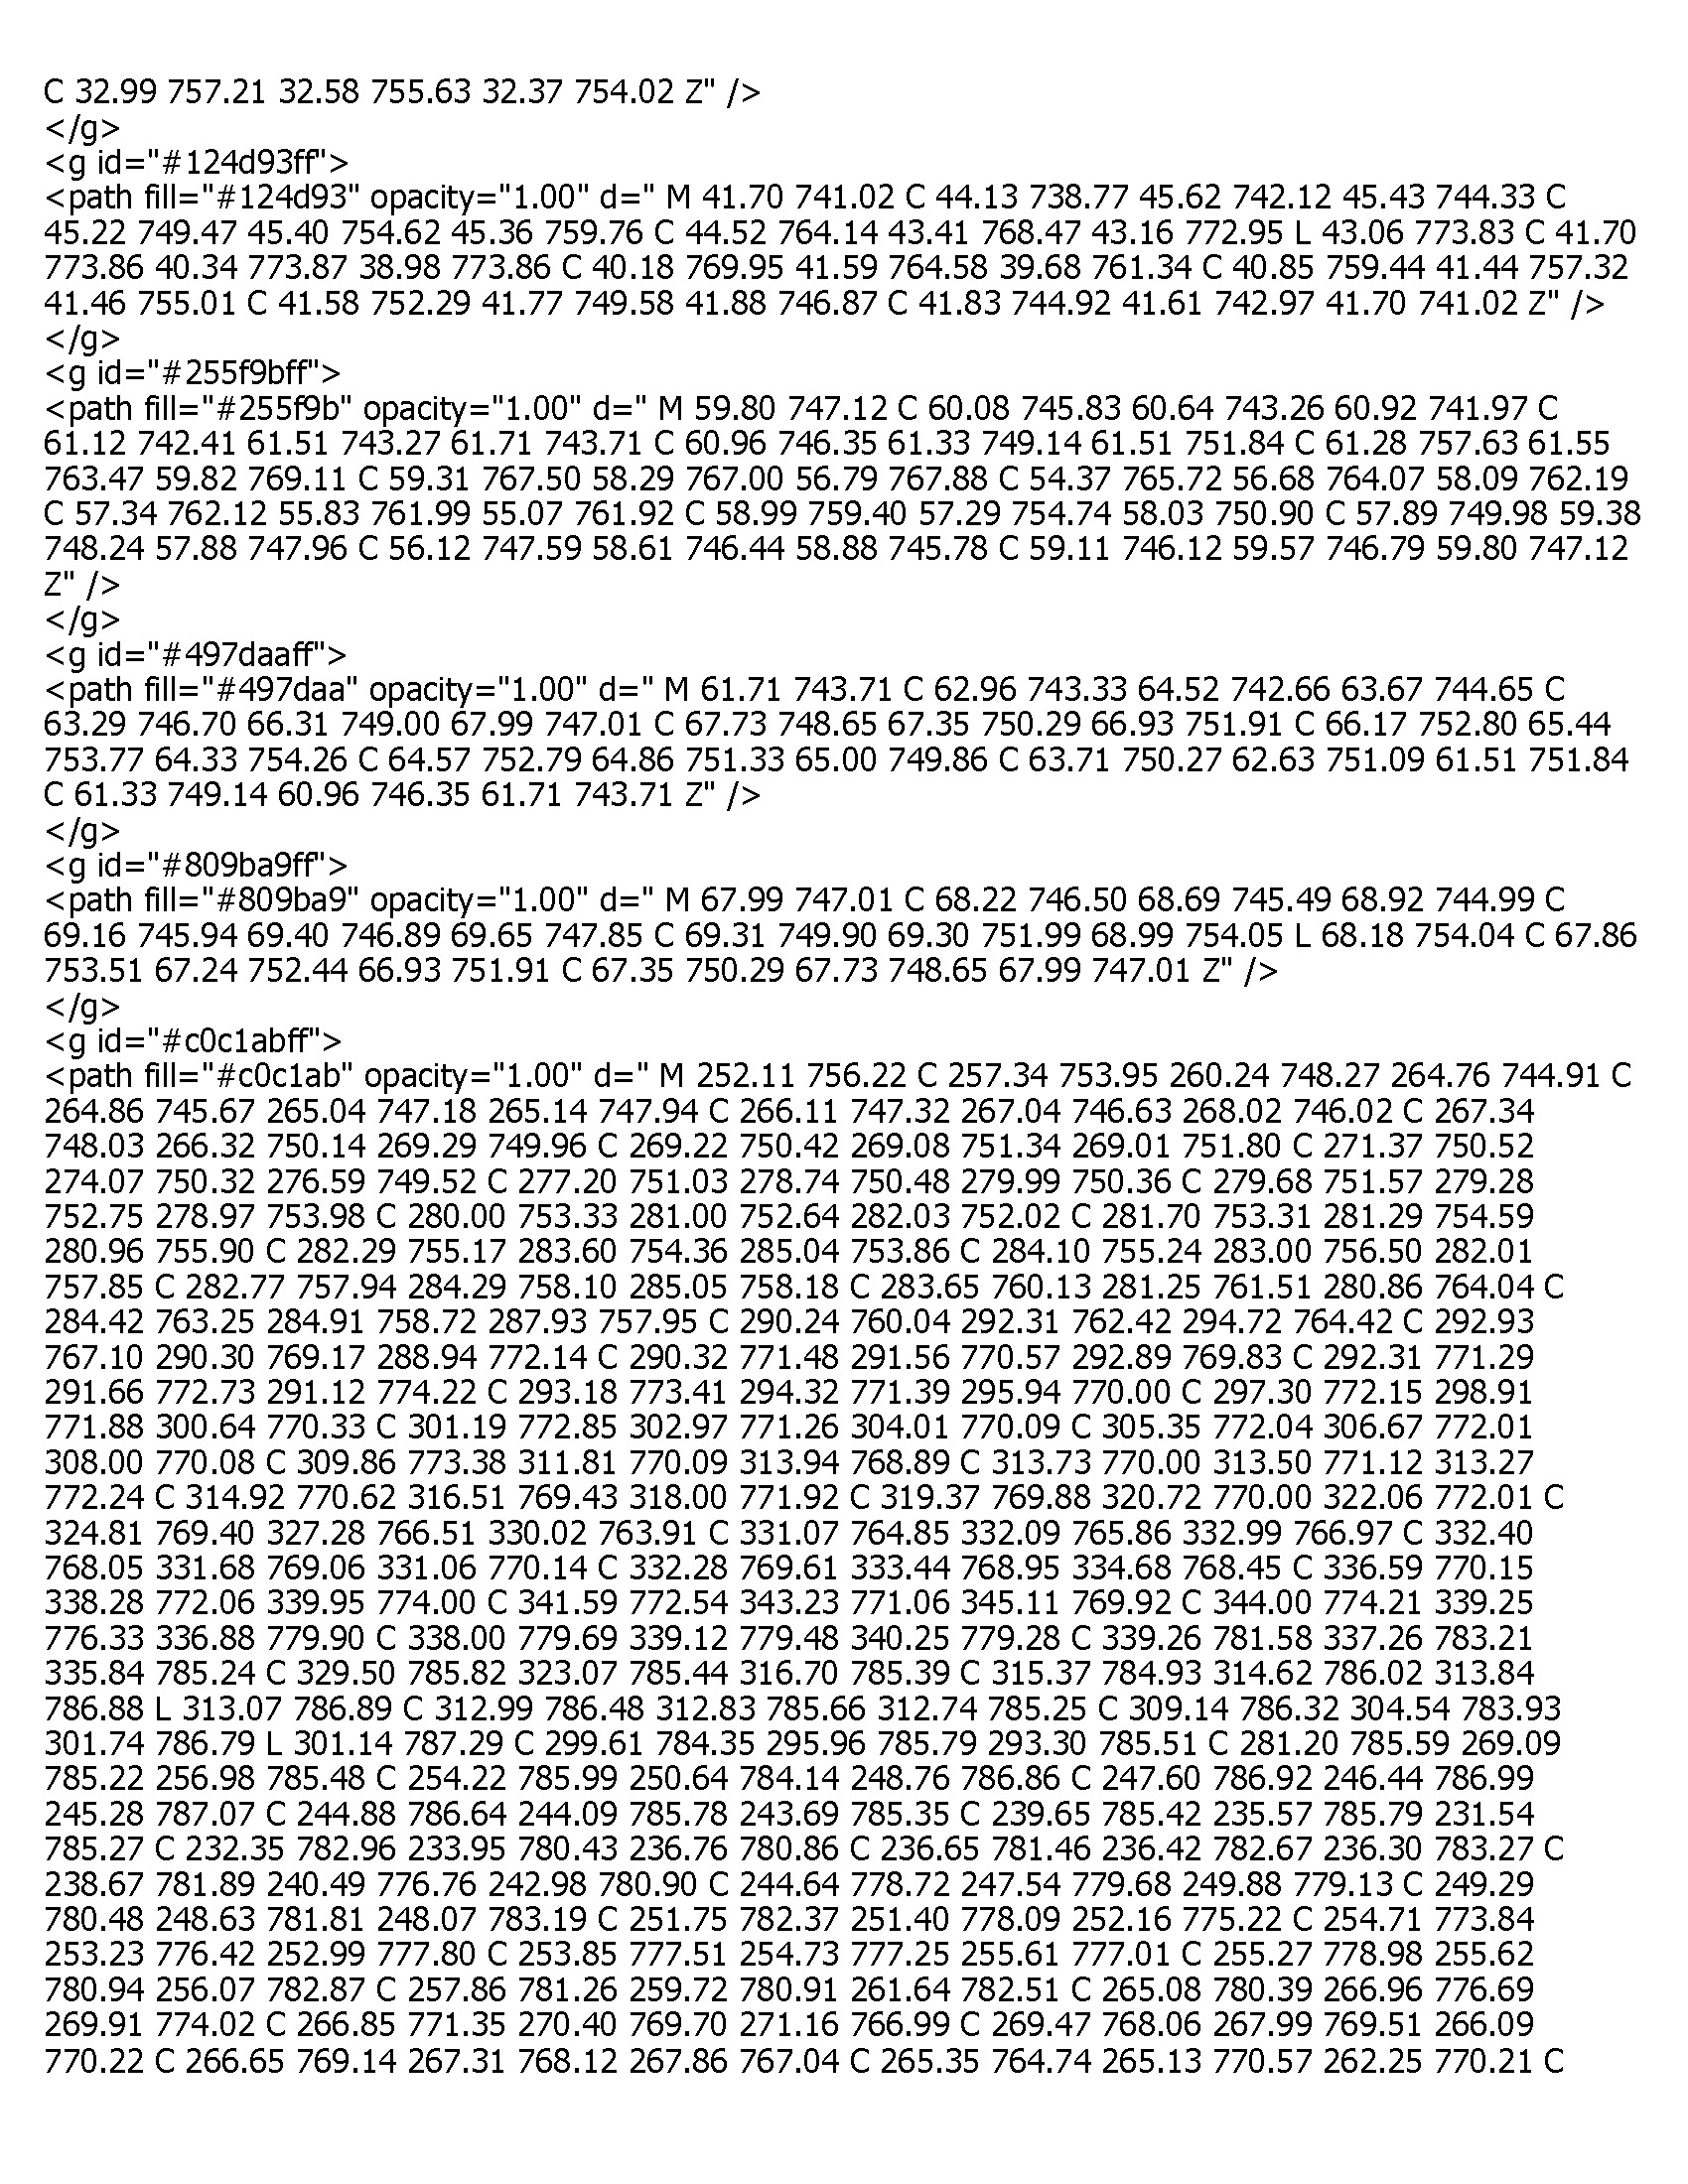 C 32.99 757.21 32.58 755.63 32.37 754.02 Z" />
</g>
<g id="#124d93ff">
<path fill="#124d93" opacity="1.00" d=" M 41.70 741.02 C 44.13 738.77 45.62 742.12 45.43 744.33 C
45.22 749.47 45.40 754.62 45.36 759.76 C 44.52 764.14 43.41 768.47 43.16 772.95 L 43.06 773.83 C 41.70
773.86 40.34 773.87 38.98 773.86 C 40.18 769.95 41.59 764.58 39.68 761.34 C 40.85 759.44 41.44 757.32
41.46 755.01 C 41.58 752.29 41.77 749.58 41.88 746.87 C 41.83 744.92 41.61 742.97 41.70 741.02 Z" />
</g>
<g id="#255f9bff">
<path fill="#255f9b" opacity="1.00" d=" M 59.80 747.12 C 60.08 745.83 60.64 743.26 60.92 741.97 C
61.12 742.41 61.51 743.27 61.71 743.71 C 60.96 746.35 61.33 749.14 61.51 751.84 C 61.28 757.63 61.55
763.47 59.82 769.11 C 59.31 767.50 58.29 767.00 56.79 767.88 C 54.37 765.72 56.68 764.07 58.09 762.19
C 57.34 762.12 55.83 761.99 55.07 761.92 C 58.99 759.40 57.29 754.74 58.03 750.90 C 57.89 749.98 59.38
748.24 57.88 747.96 C 56.12 747.59 58.61 746.44 58.88 745.78 C 59.11 746.12 59.57 746.79 59.80 747.12
Z" />
</g>
<g id="#497daaff">
<path fill="#497daa" opacity="1.00" d=" M 61.71 743.71 C 62.96 743.33 64.52 742.66 63.67 744.65 C
63.29 746.70 66.31 749.00 67.99 747.01 C 67.73 748.65 67.35 750.29 66.93 751.91 C 66.17 752.80 65.44
753.77 64.33 754.26 C 64.57 752.79 64.86 751.33 65.00 749.86 C 63.71 750.27 62.63 751.09 61.51 751.84
C 61.33 749.14 60.96 746.35 61.71 743.71 Z" />
</g>
<g id="#809ba9ff">
<path fill="#809ba9" opacity="1.00" d=" M 67.99 747.01 C 68.22 746.50 68.69 745.49 68.92 744.99 C
69.16 745.94 69.40 746.89 69.65 747.85 C 69.31 749.90 69.30 751.99 68.99 754.05 L 68.18 754.04 C 67.86
753.51 67.24 752.44 66.93 751.91 C 67.35 750.29 67.73 748.65 67.99 747.01 Z" />
</g>
<g id="#c0c1abff">
<path fill="#c0c1ab" opacity="1.00" d=" M 252.11 756.22 C 257.34 753.95 260.24 748.27 264.76 744.91 C
264.86 745.67 265.04 747.18 265.14 747.94 C 266.11 747.32 267.04 746.63 268.02 746.02 C 267.34
748.03 266.32 750.14 269.29 749.96 C 269.22 750.42 269.08 751.34 269.01 751.80 C 271.37 750.52
274.07 750.32 276.59 749.52 C 277.20 751.03 278.74 750.48 279.99 750.36 C 279.68 751.57 279.28
752.75 278.97 753.98 C 280.00 753.33 281.00 752.64 282.03 752.02 C 281.70 753.31 281.29 754.59
280.96 755.90 C 282.29 755.17 283.60 754.36 285.04 753.86 C 284.10 755.24 283.00 756.50 282.01
757.85 C 282.77 757.94 284.29 758.10 285.05 758.18 C 283.65 760.13 281.25 761.51 280.86 764.04 C
284.42 763.25 284.91 758.72 287.93 757.95 C 290.24 760.04 292.31 762.42 294.72 764.42 C 292.93
767.10 290.30 769.17 288.94 772.14 C 290.32 771.48 291.56 770.57 292.89 769.83 C 292.31 771.29
291.66 772.73 291.12 774.22 C 293.18 773.41 294.32 771.39 295.94 770.00 C 297.30 772.15 298.91
771.88 300.64 770.33 C 301.19 772.85 302.97 771.26 304.01 770.09 C 305.35 772.04 306.67 772.01
308.00 770.08 C 309.86 773.38 311.81 770.09 313.94 768.89 C 313.73 770.00 313.50 771.12 313.27
772.24 C 314.92 770.62 316.51 769.43 318.00 771.92 C 319.37 769.88 320.72 770.00 322.06 772.01 C
324.81 769.40 327.28 766.51 330.02 763.91 C 331.07 764.85 332.09 765.86 332.99 766.97 C 332.40
768.05 331.68 769.06 331.06 770.14 C 332.28 769.61 333.44 768.95 334.68 768.45 C 336.59 770.15
338.28 772.06 339.95 774.00 C 341.59 772.54 343.23 771.06 345.11 769.92 C 344.00 774.21 339.25
776.33 336.88 779.90 C 338.00 779.69 339.12 779.48 340.25 779.28 C 339.26 781.58 337.26 783.21
335.84 785.24 C 329.50 785.82 323.07 785.44 316.70 785.39 C 315.37 784.93 314.62 786.02 313.84
786.88 L 313.07 786.89 C 312.99 786.48 312.83 785.66 312.74 785.25 C 309.14 786.32 304.54 783.93
301.74 786.79 L 301.14 787.29 C 299.61 784.35 295.96 785.79 293.30 785.51 C 281.20 785.59 269.09
785.22 256.98 785.48 C 254.22 785.99 250.64 784.14 248.76 786.86 C 247.60 786.92 246.44 786.99
245.28 787.07 C 244.88 786.64 244.09 785.78 243.69 785.35 C 239.65 785.42 235.57 785.79 231.54
785.27 C 232.35 782.96 233.95 780.43 236.76 780.86 C 236.65 781.46 236.42 782.67 236.30 783.27 C
238.67 781.89 240.49 776.76 242.98 780.90 C 244.64 778.72 247.54 779.68 249.88 779.13 C 249.29
780.48 248.63 781.81 248.07 783.19 C 251.75 782.37 251.40 778.09 252.16 775.22 C 254.71 773.84
253.23 776.42 252.99 777.80 C 253.85 777.51 254.73 777.25 255.61 777.01 C 255.27 778.98 255.62
780.94 256.07 782.87 C 257.86 781.26 259.72 780.91 261.64 782.51 C 265.08 780.39 266.96 776.69
269.91 774.02 C 266.85 771.35 270.40 769.70 271.16 766.99 C 269.47 768.06 267.99 769.51 266.09
770.22 C 266.65 769.14 267.31 768.12 267.86 767.04 C 265.35 764.74 265.13 770.57 262.25 770.21 C